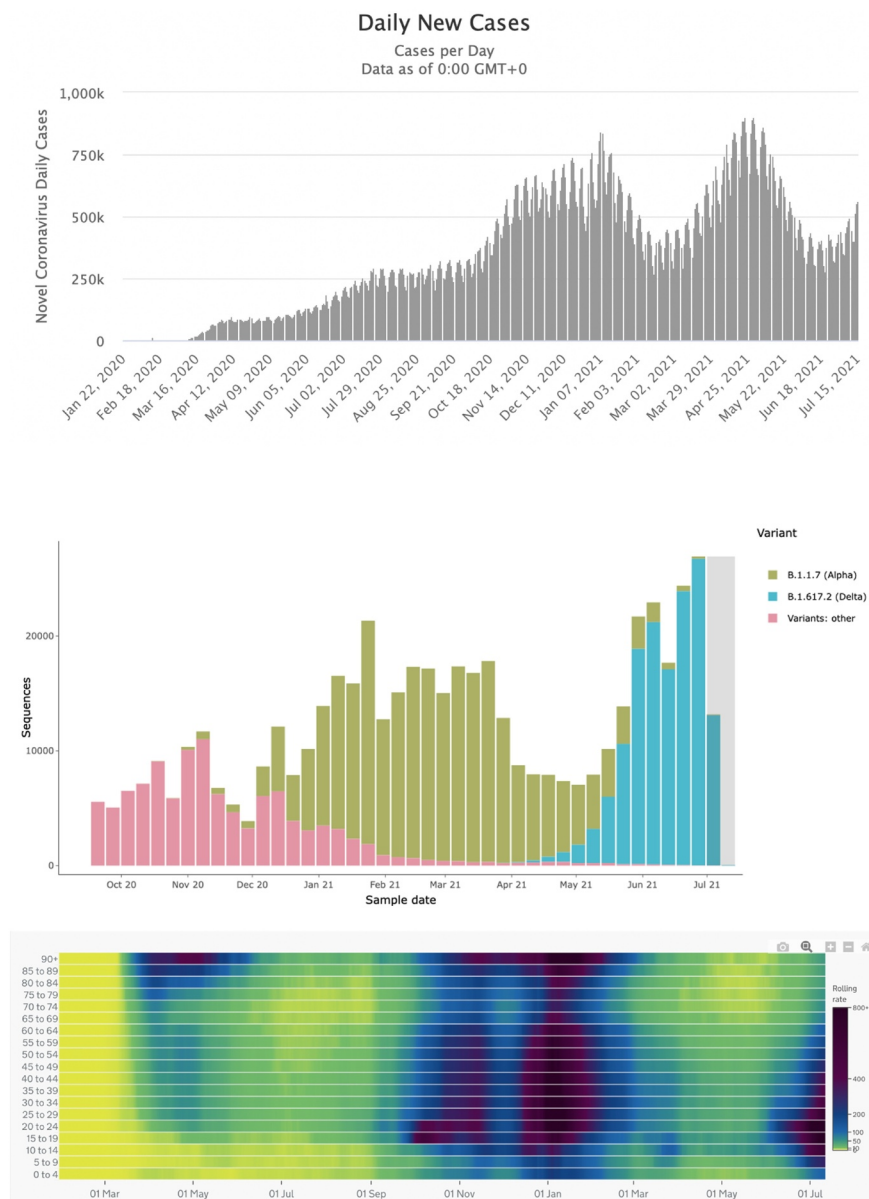 Daily New Cases
Cases per Day
Data as of 0:00 GMT+0
Novel Coronavirus Daily Cases
1,000k
750k
500k
250k
0
Jan 22, 2020
Feb 18, 2020
Mar 16, 2020
Apr 12, 2020
May 09, 2020
Jun 05, 2020
Jul 02, 2020
Jul 29, 2020
Aug 25, 2020
Sep 21, 2020
Oct 18, 2020
Nov 14, 2020
Dec 11, 2020
Jan 07, 2021
Feb 03, 2021
Mar 02, 2021
Mar 29, 2021
Apr 25, 2021
May 22, 2021
Jun 18, 2021
Jul 15, 2021
Variant
B.1.1.7 (Alpha)
B.1.617.2 (Delta)
Variants: other
Sequences
20000
10000
0
Oct 20
Nov 20
Dec 20
Jan 21
Feb 21
Mar 21
Apr 21
May 21
Jun 21
Jul 21
Sample date
90+
85 to 89
80 to 84
75 to 79
70 to 74
65 to 69
60 to 64
55 to 59
50 to 54
45 to 49
40 to 44
35 to 39
30 to 34
25 to 29
20 to 24
15 to 19
10 to 14
5 to 9
0 to 4
01 Mar
01 May
01 Jul
01 Sep
01 Nov
01 Jan
01 Mar
01 May
01 Jul
Rolling
rate
800+
400
200
100
50